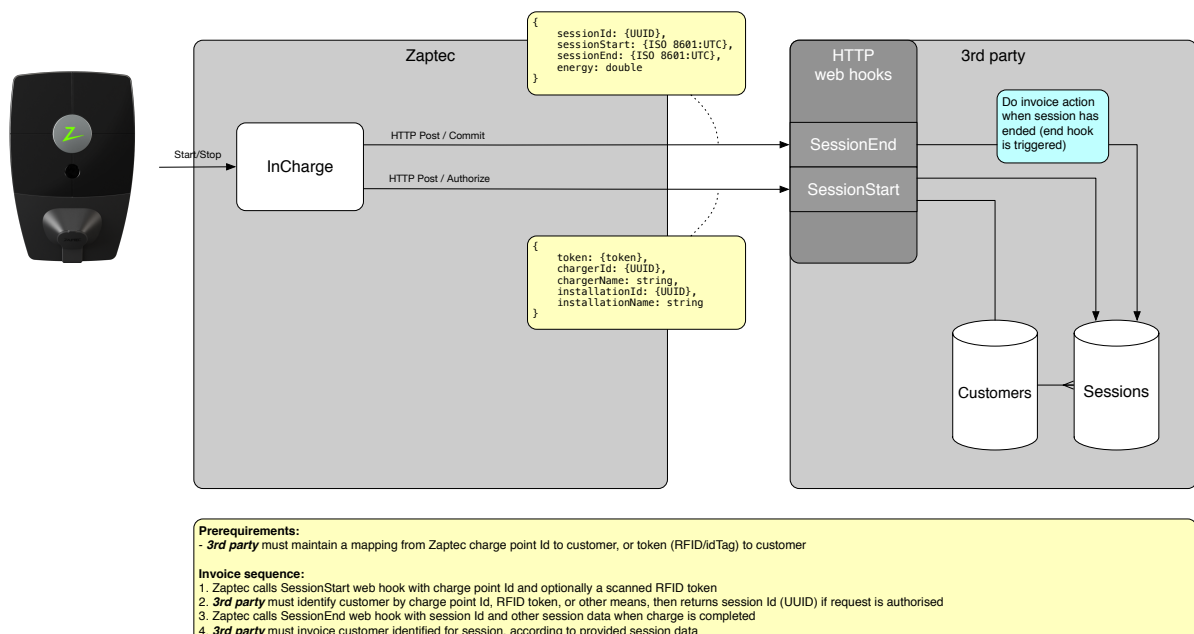 {
sessionId: {UUID},
sessionStart: {ISO 8601:UTC},
sessionEnd: {ISO 8601:UTC},
energy: double
}
Zaptec
HTTP
web hooks
3rd party
Do invoice action
when session has
ended (end hook
is triggered)
Z
Start/Stop
InCharge
HTTP Post / Commit
SessionEnd
HTTP Post / Authorize
SessionStart
{
token: {token},
chargerId: {UUID},
chargerName: string,
installationId: {UUID},
installationName: string
}
Customers
Sessions
Prerequirements:
- 3rd party must maintain a mapping from Zaptec charge point Id to customer, or token (RFID/idTag) to customer
Invoice sequence:
1. Zaptec calls SessionStart web hook with charge point Id and optionally a scanned RFID token
2. 3rd party must identify customer by charge point Id, RFID token, or other means, then returns session Id (UUID) if request is authorised
3. Zaptec calls SessionEnd web hook with session Id and other session data when charge is completed
4. 3rd party must invoice customer identified for session, according to provided session data